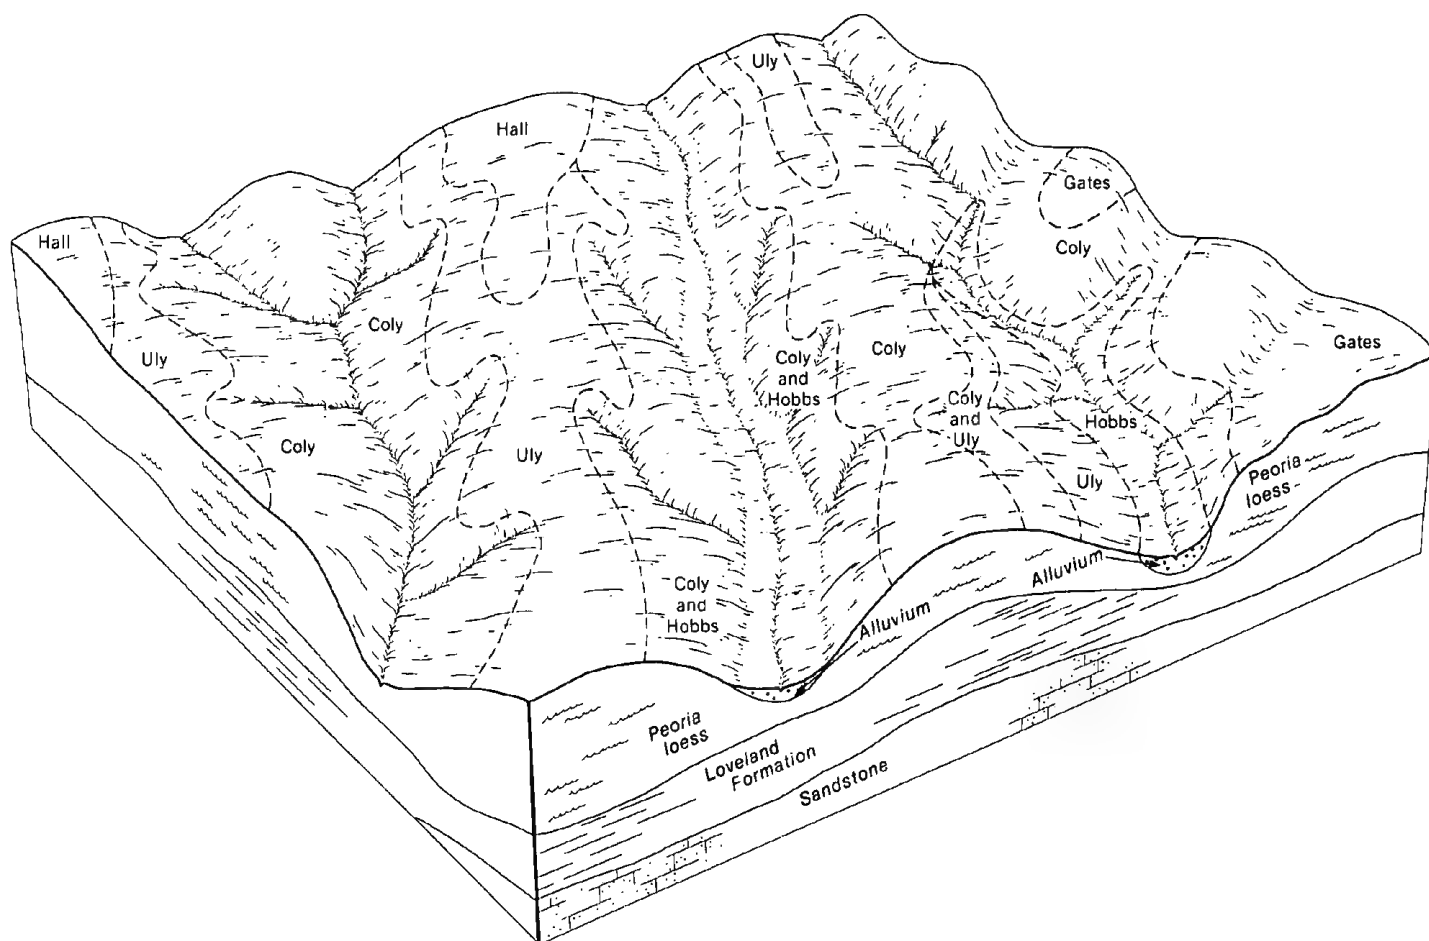 Uly
Hall
Gates
Hall
Coly
Coly
Uly
Coly
Coly
and
Hobbs
Gates
Coly
and
Uly
Hobbs
Coly
Uly
Uly
Peoria
loess
Alluvium
Coly
and
Hobbs
Alluvium
Peoria
loess
Loveland
Formation
Sandstone